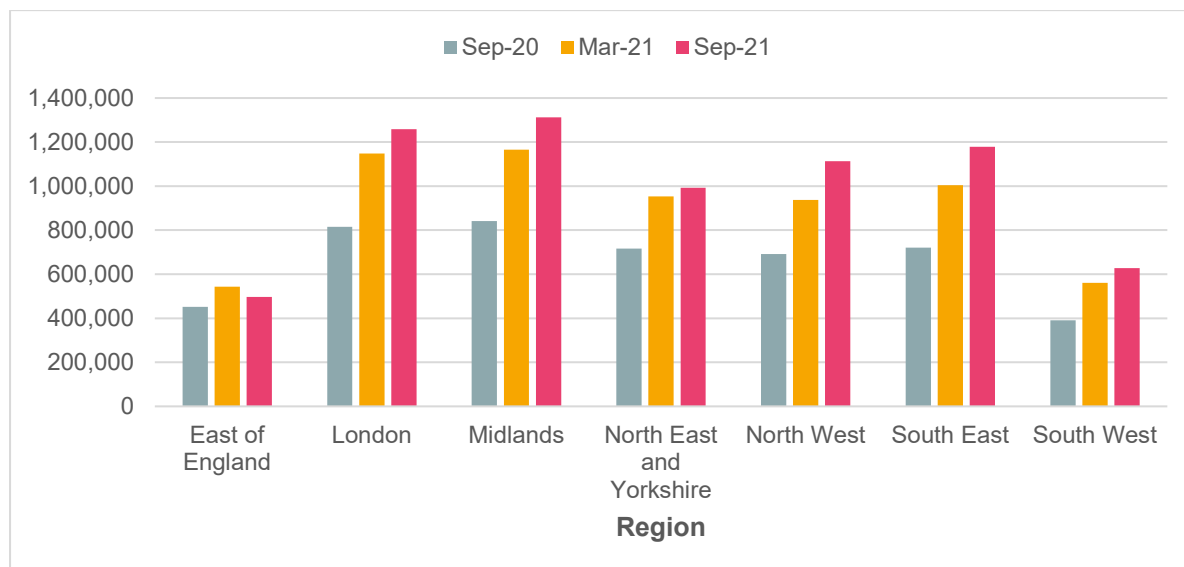 Sep-20 Mar-21 Sep-21
1,400,000
1,200,000
1,000,000
800,000
600,000
400,000
200,000
0
East of England
London
Midlands
North East and Yorkshire
North West
South East
South West
Region